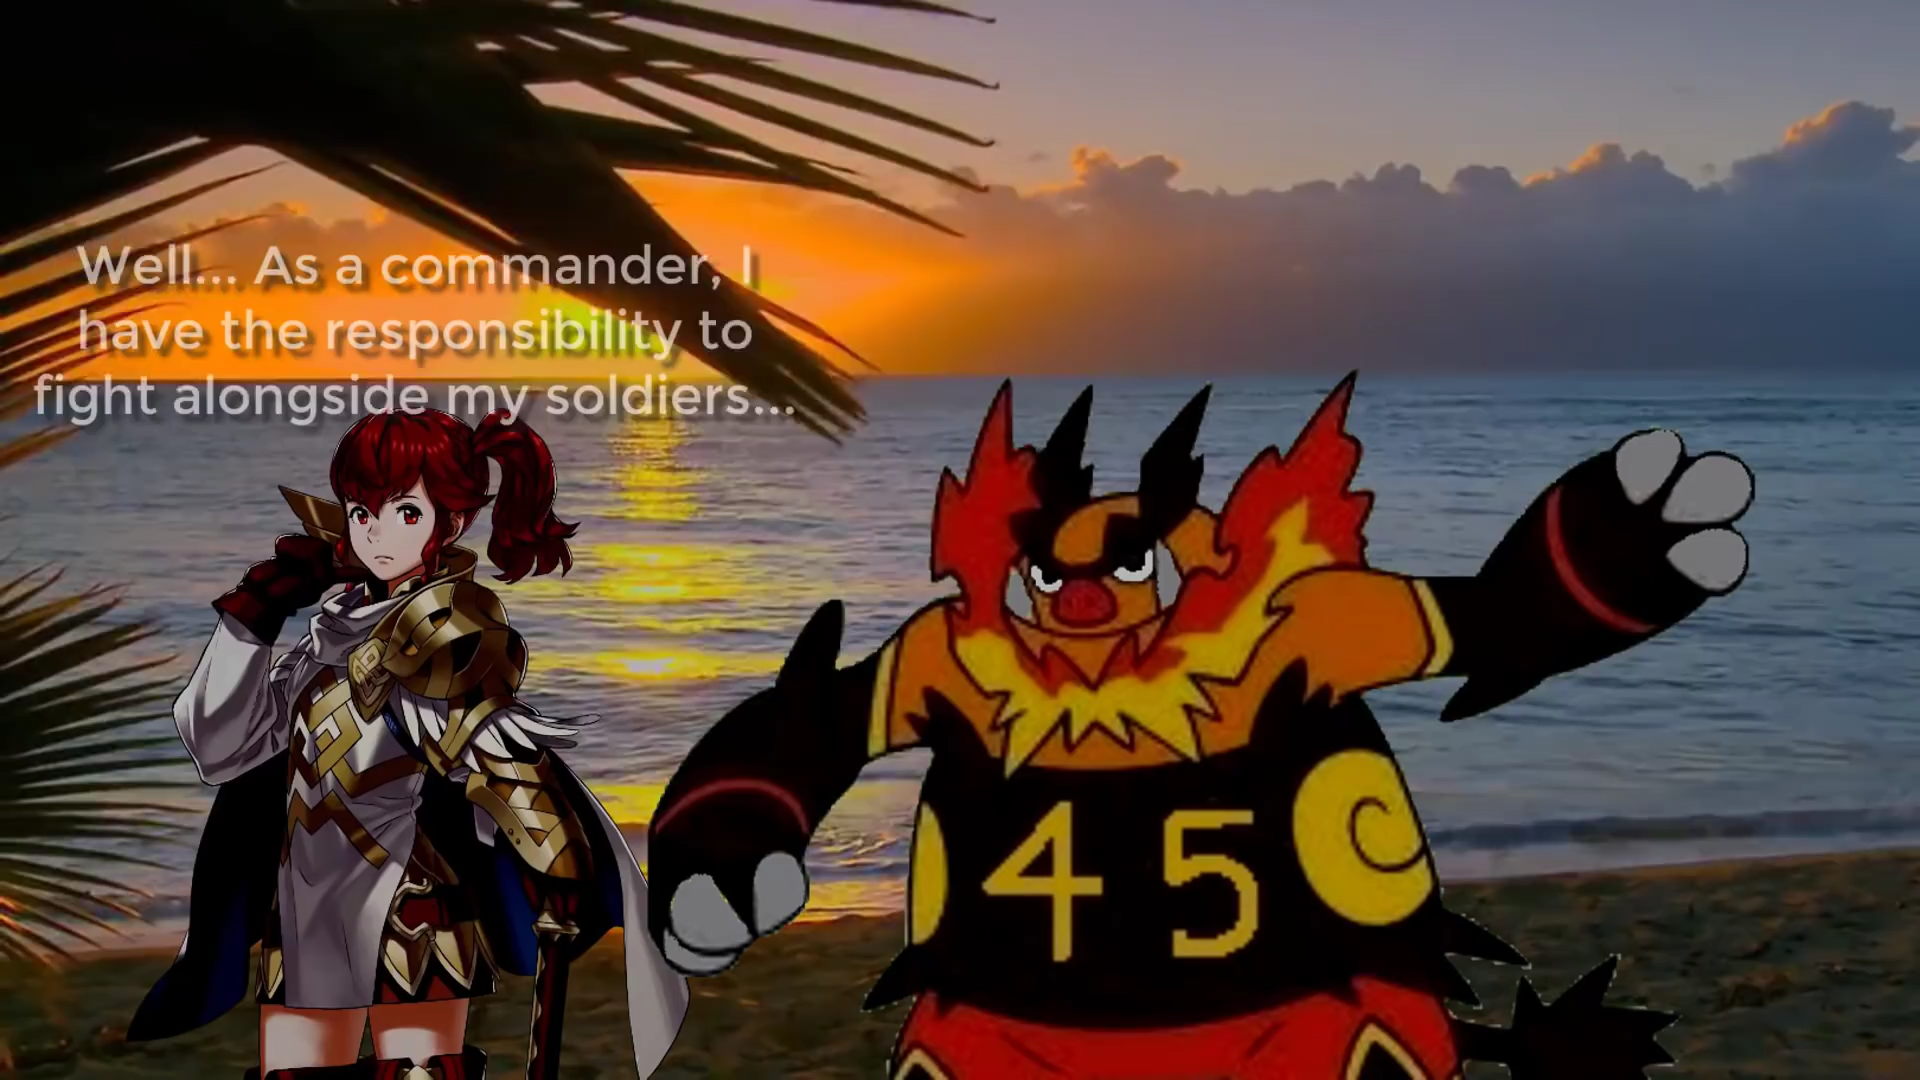 Well... As a commander, I
have the responsibility to
fight alongside my soldiers...
45